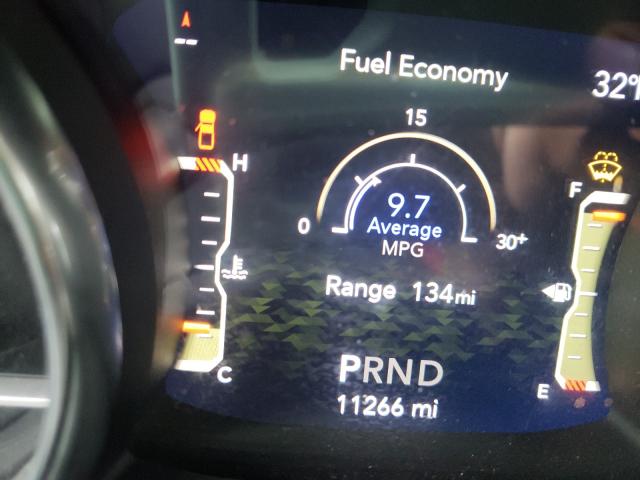 Fuel Economy
32°
15
H
F
9.7
Average
MPG
0
30+
Range 134mi
C
PRND
E
11266 mi